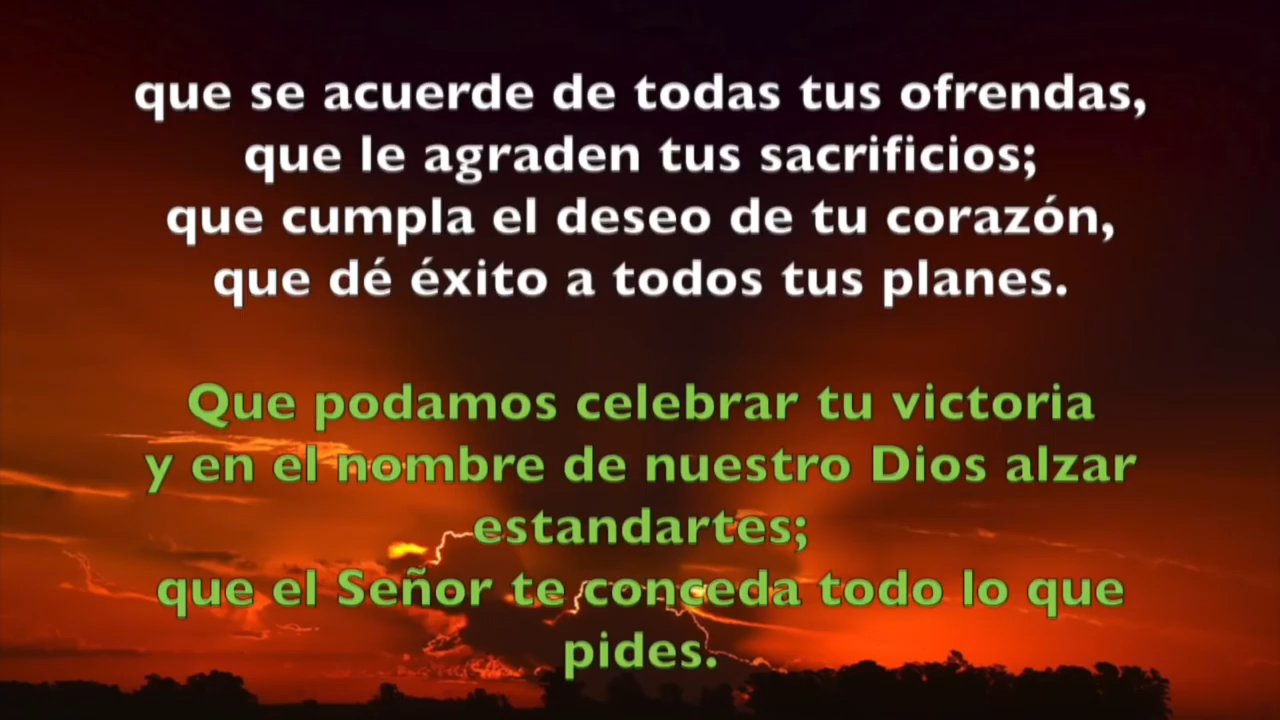 que se acuerde de todas tus ofrendas,
que le agraden tus sacrificios;
que cumpla el deseo de tu corazón,
que dé éxito a todos tus planes.
Que podamos celebrar tu victoria
y en el nombre de nuestro Dios alzar
estandartes;
que el Señor te conceda todo lo que
pides.